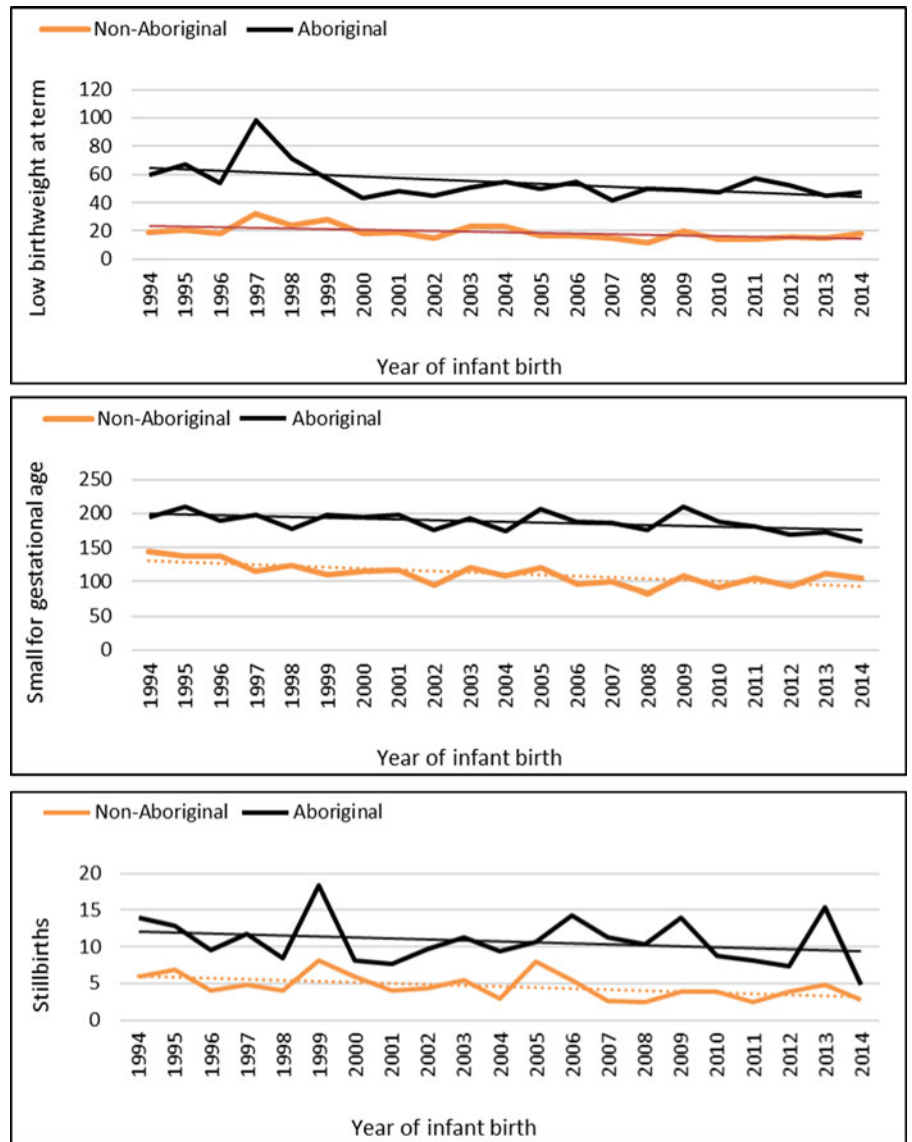 Non-Aboriginal Aboriginal
Low birthweight at term
120
100
80
60
40
20
0
1994 1995 1996 1997 1998 1999 2000 2001 2002 2003 2004 2005 2006 2007 2008 2009 2010 2011 2012 2013 2014
Year of infant birth
Non-Aboriginal Aboriginal
Small for gestational age
250
200
150
100
50
0
1994 1995 1996 1997 1998 1999 2000 2001 2002 2003 2004 2005 2006 2007 2008 2009 2010 2011 2012 2013 2014
Year of infant birth
Non-Aboriginal Aboriginal
Stillbirths
20
15
10
5
0
1994 1995 1996 1997 1998 1999 2000 2001 2002 2003 2004 2005 2006 2007 2008 2009 2010 2011 2012 2013 2014
Year of infant birth